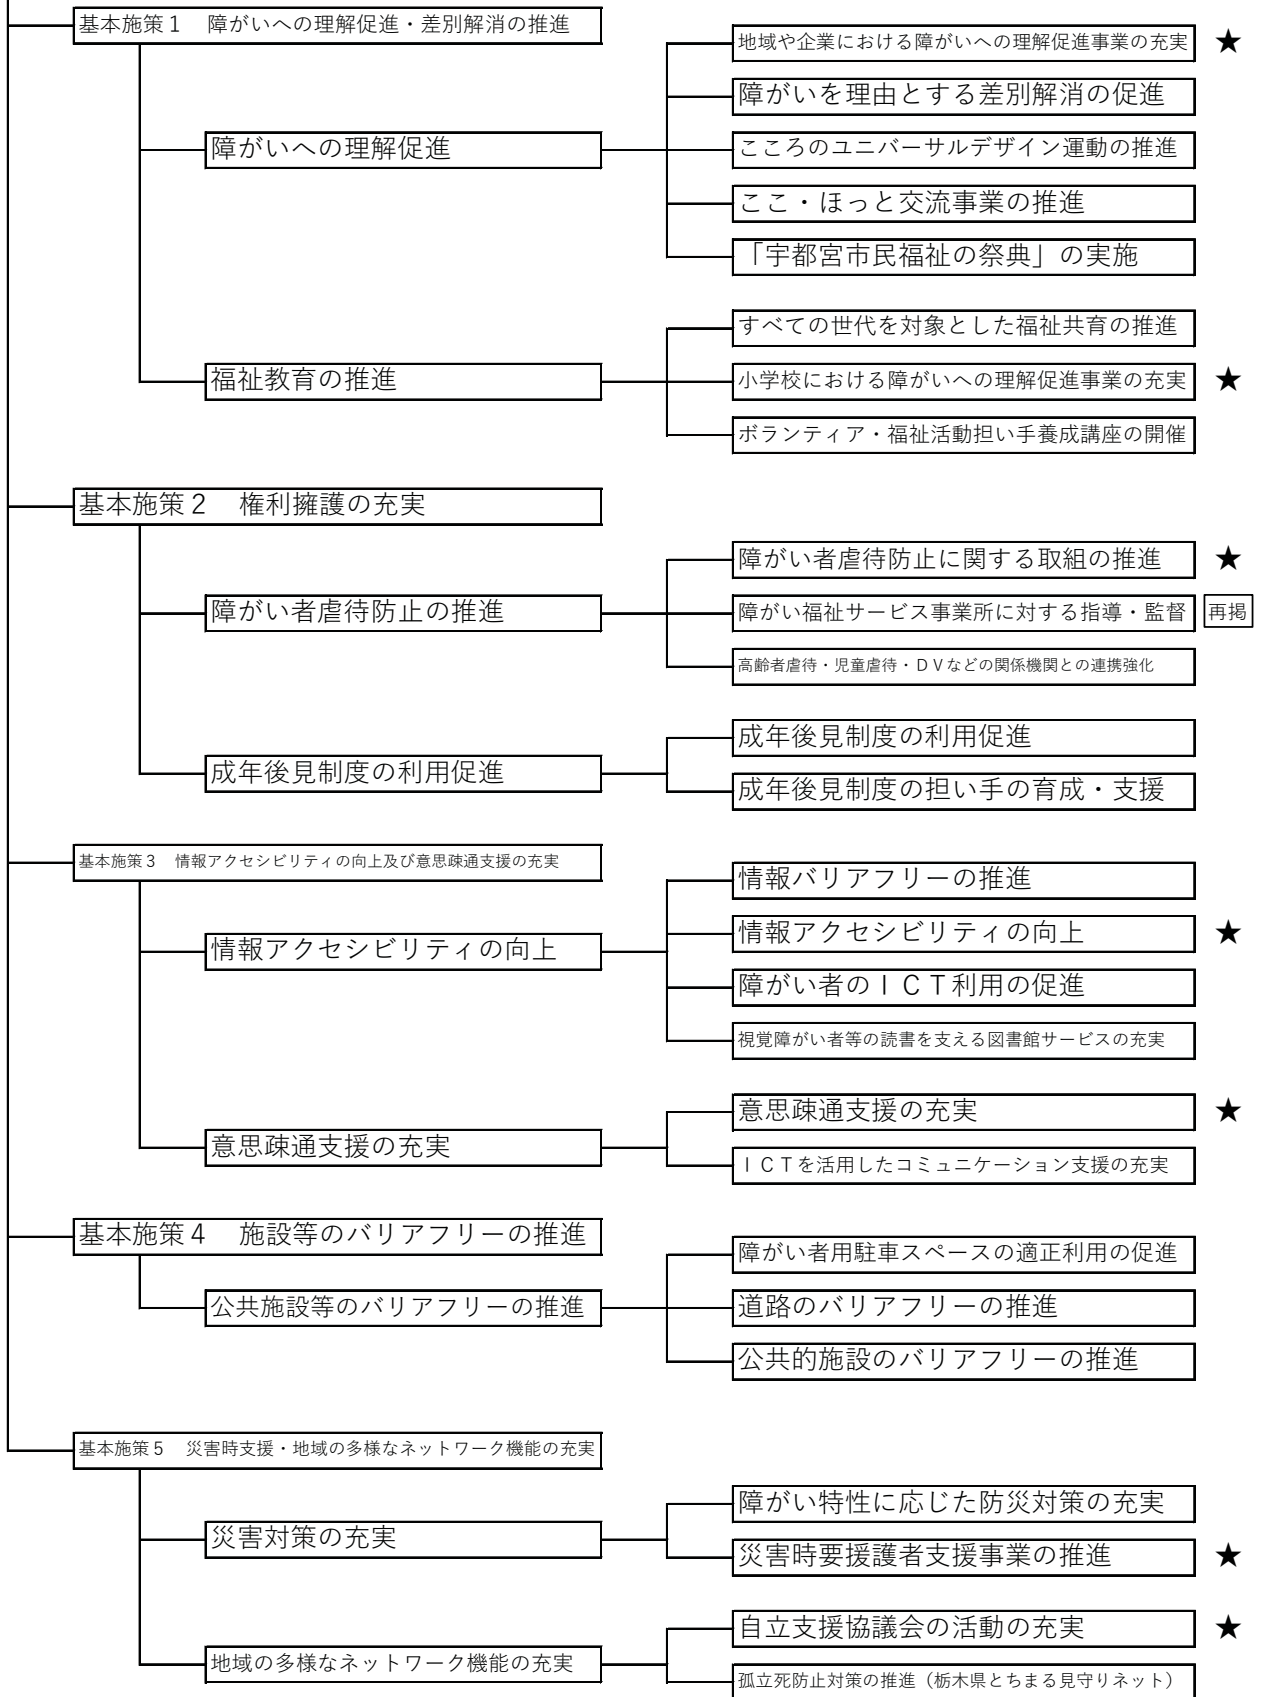 基本施策１　障がいへの理解促進・差別解消の推進
地域や企業における障がいへの理解促進事業の充実 ★
障がいを理由とする差別解消の促進
障がいへの理解促進
こころのユニバーサルデザイン運動の推進
ここ・ほっと交流事業の推進
「宇都宮市民福祉の祭典」の実施
すべての世代を対象とした福祉共育の推進
福祉教育の推進
小学校における障がいへの理解促進事業の充実 ★
ボランティア・福祉活動担い手養成講座の開催
基本施策２　権利擁護の充実
障がい者虐待防止に関する取組の推進 ★
障がい者虐待防止の推進
障がい福祉サービス事業所に対する指導・監督 再掲
高齢者虐待・児童虐待・ＤＶなどの関係機関との連携強化
成年後見制度の利用促進
成年後見制度の利用促進
成年後見制度の担い手の育成・支援
基本施策３　情報アクセシビリティの向上及び意思疎通支援の充実
情報バリアフリーの推進
情報アクセシビリティの向上
情報アクセシビリティの向上 ★
障がい者のＩＣＴ利用の促進
視覚障がい者等の読書を支える図書館サービスの充実
意思疎通支援の充実 ★
意思疎通支援の充実
ＩＣＴを活用したコミュニケーション支援の充実
基本施策４　施設等のバリアフリーの推進
障がい者用駐車スペースの適正利用の促進
公共施設等のバリアフリーの推進
道路のバリアフリーの推進
公共的施設のバリアフリーの推進
基本施策５　災害時支援・地域の多様なネットワーク機能の充実
障がい特性に応じた防災対策の充実
災害対策の充実
災害時要援護者支援事業の推進 ★
自立支援協議会の活動の充実 ★
地域の多様なネットワーク機能の充実
孤立死防止対策の推進（栃木県とちまる見守りネット）